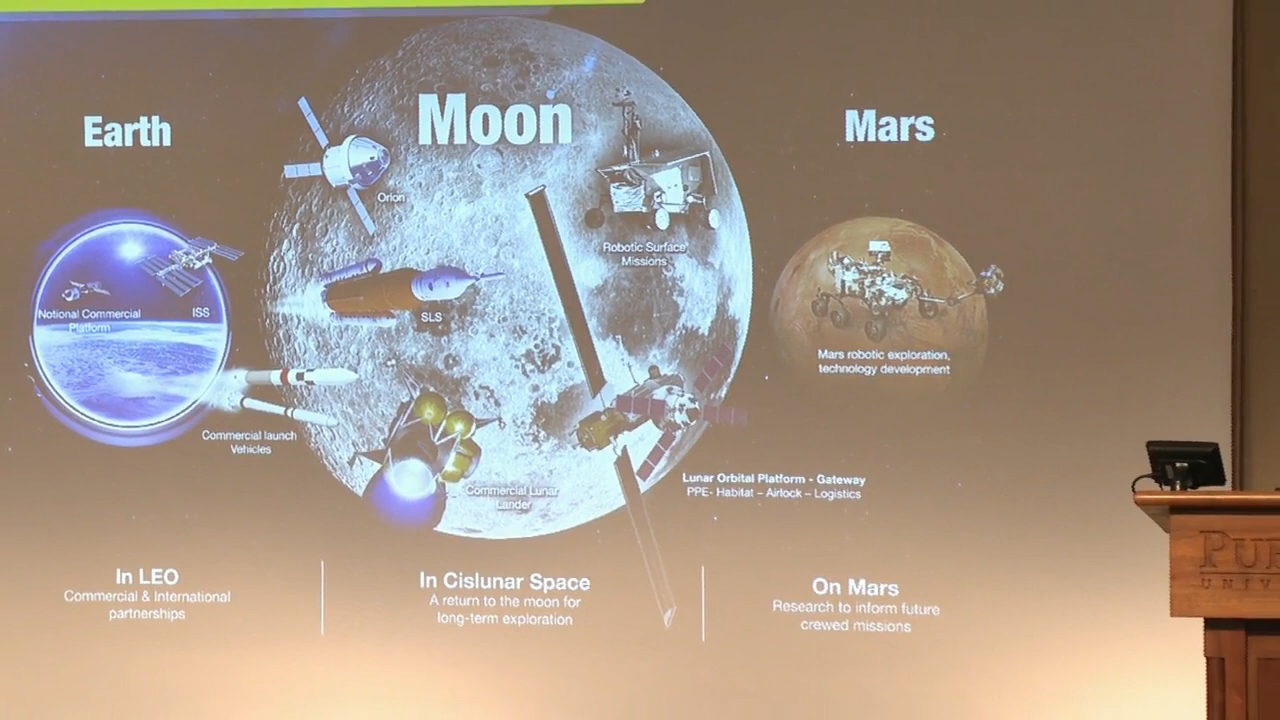 Earth
Moon
Mars
Orion
Robotic Surface
Missions
Notional Commercial
Platform
ISS
SLS
Mars robotic exploration,
technology development
Commercial launch
Vehicles
Commercial Lunar
Lander
Lunar Orbital Platform - Gateway
PPE- Habitat – Airlock – Logistics
In LEO
Commercial & International
partnerships
In Cislunar Space
A return to the moon for
long-term exploration
On Mars
Research to inform future
crewed missions